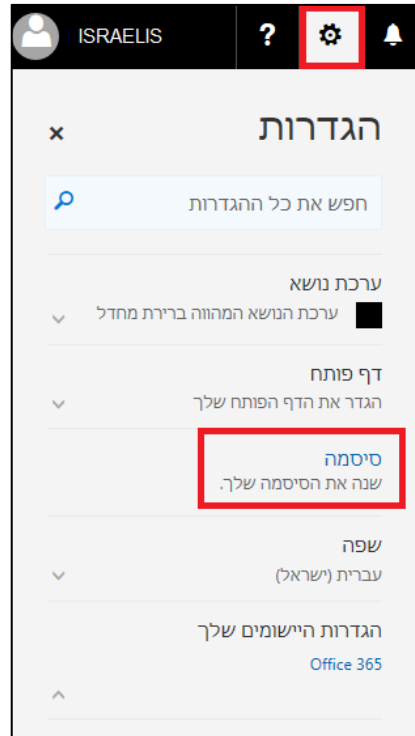 ISRAELIS ?
הגדרות ×
חפש את כל ההגדרות
ערכת נושא
ערכת הנושא המהווה ברירת מחדל
דף פותח
הגדר את הדף הפותח שלך
סיסמה
שנה את הסיסמה שלך.
שפה
עברית (ישראל)
הגדרות היישומים שלך
Office 365